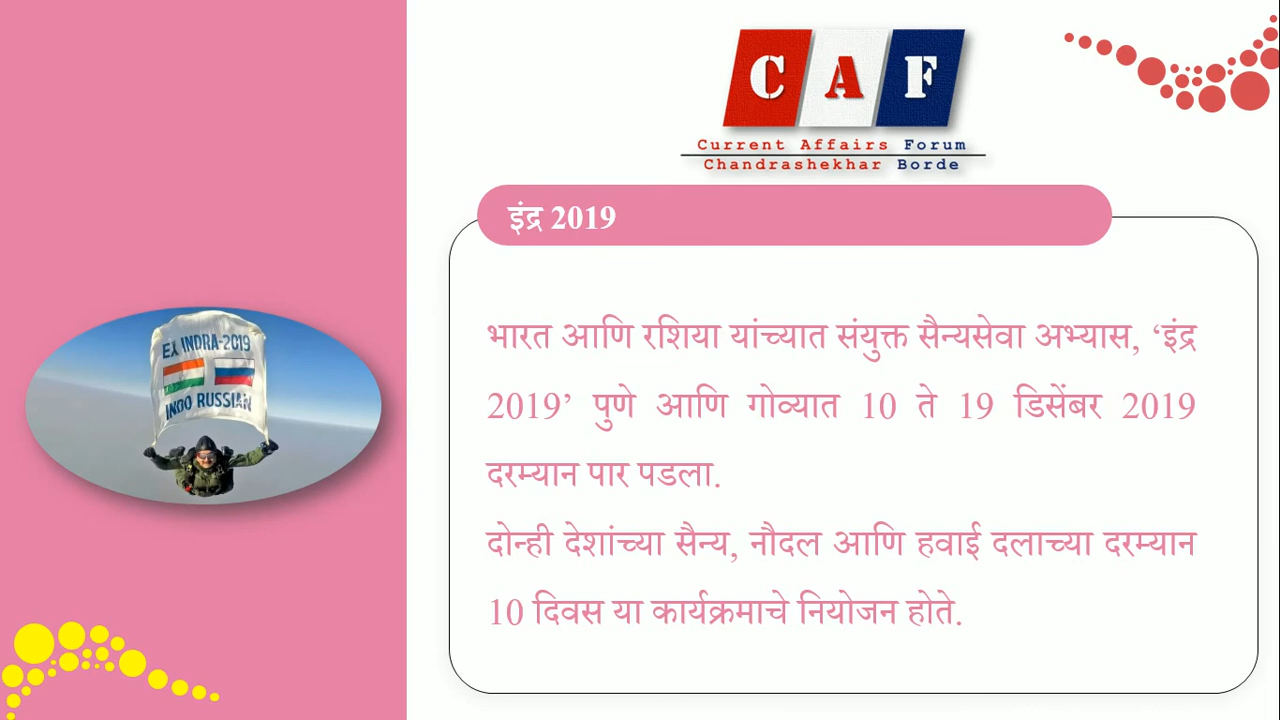 C A F
Current Affairs Forum
Chandrashekhar Borde
इंद्र 2019
EX INDRA-2019
INDO RUSSIAN
भारत आणि रशिया यांच्यात संयुक्त सैन्यसेवा अभ्यास, ‘इंद्र
2019’ पुणे आणि गोव्यात 10 ते 19 डिसेंबर 2019
दरम्यान पार पडला.
दोन्ही देशांच्या सैन्य, नौदल आणि हवाई दलाच्या दरम्यान
10 दिवस या कार्यक्रमाचे नियोजन होते.